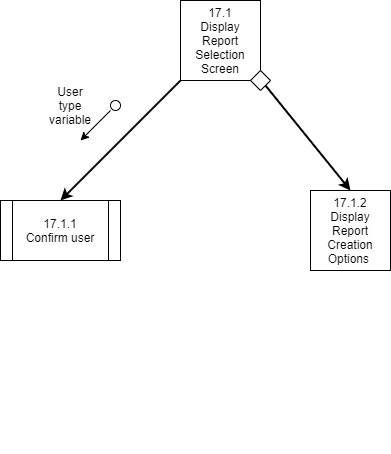 17.1
Display
Report
Selection
Screen
User
type
variable
17.1.1
Confirm user
17.1.2
Display
Report
Creation
Options